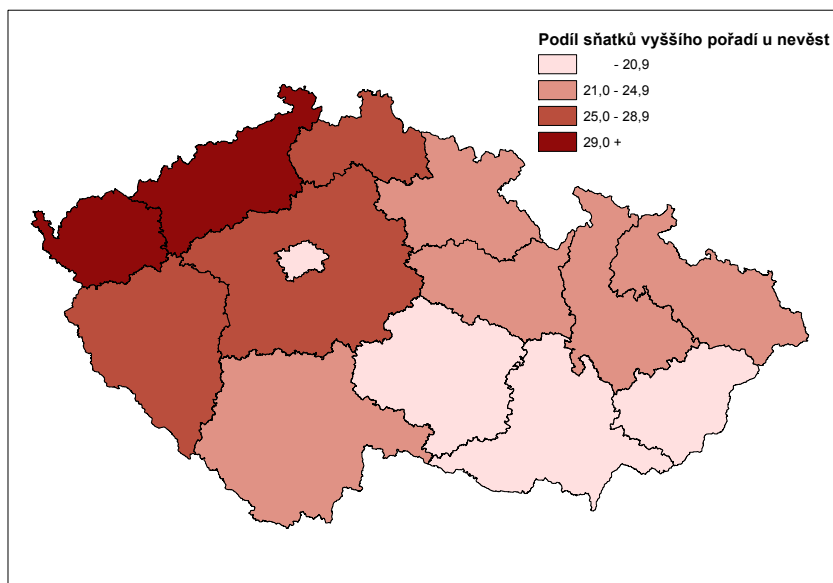 Podíl sňatků vyššího pořadí u nevěst
- 20,9
21,0 - 24,9
25,0 - 28,9
29,0 +